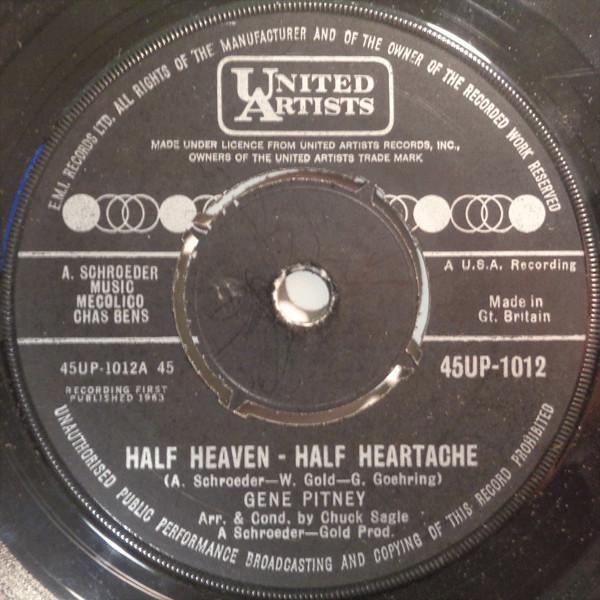 E.M.I. RECORDS LTD. ALL RIGHTS OF THE MANUFACTURER AND OF THE OWNER OF THE RECORDED WORK RESERVED
UNITED
ARTISTS
MADE UNDER LICENCE FROM UNITED ARTISTS RECORDS, INC.,
OWNERS OF THE UNITED ARTISTS TRADE MARK
A. SCHROEDER
MUSIC
MECOLICO
CHAS BENS
A U.S.A. Recording
Made in
Gt. Britain
45UP-1012A 45
45UP-1012
RECORDING FIRST
PUBLISHED 1963
HALF HEAVEN - HALF HEARTACHE
(A. Schroeder—W. Gold—G. Goehring)
GENE PITNEY
Arr. & Cond. by Chuck Sagle
A Schroeder—Gold Prod.
UNAUTHORISED PUBLIC PERFORMANCE BROADCASTING AND COPYING OF THIS RECORD PROHIBITED